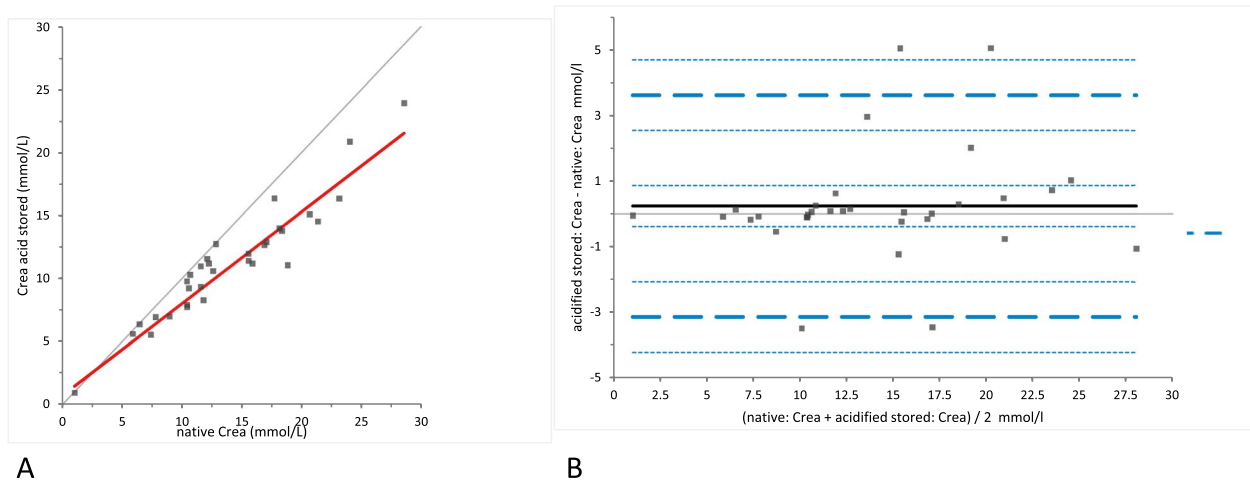 30
25
20
15
10
5
0
Crea acid stored (mmol/L)
0 5 10 15 20 25 30
native Crea (mmol/L)
A
5
3
1
-1
-3
-5
acidified stored: Crea - native: Crea mmol/l
0 2.5 5 7.5 10 12.5 15 17.5 20 22.5 25 27.5 30
(native: Crea + acidified stored: Crea) / 2 mmol/l
B